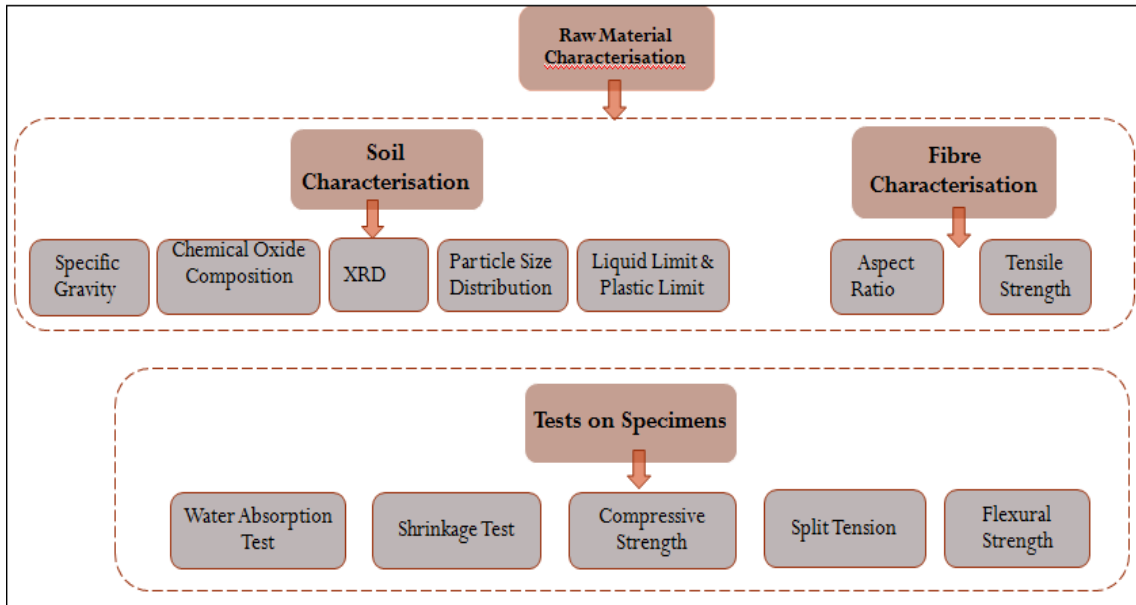 Raw Material
Characterisation
Soil
Characterisation
Fibre
Characterisation
Specific
Gravity
Chemical Oxide
Composition
XRD
Particle Size
Distribution
Liquid Limit &
Plastic Limit
Aspect
Ratio
Tensile
Strength
Tests on Specimens
Water Absorption
Test
Shrinkage Test
Compressive
Strength
Split Tension
Flexural
Strength